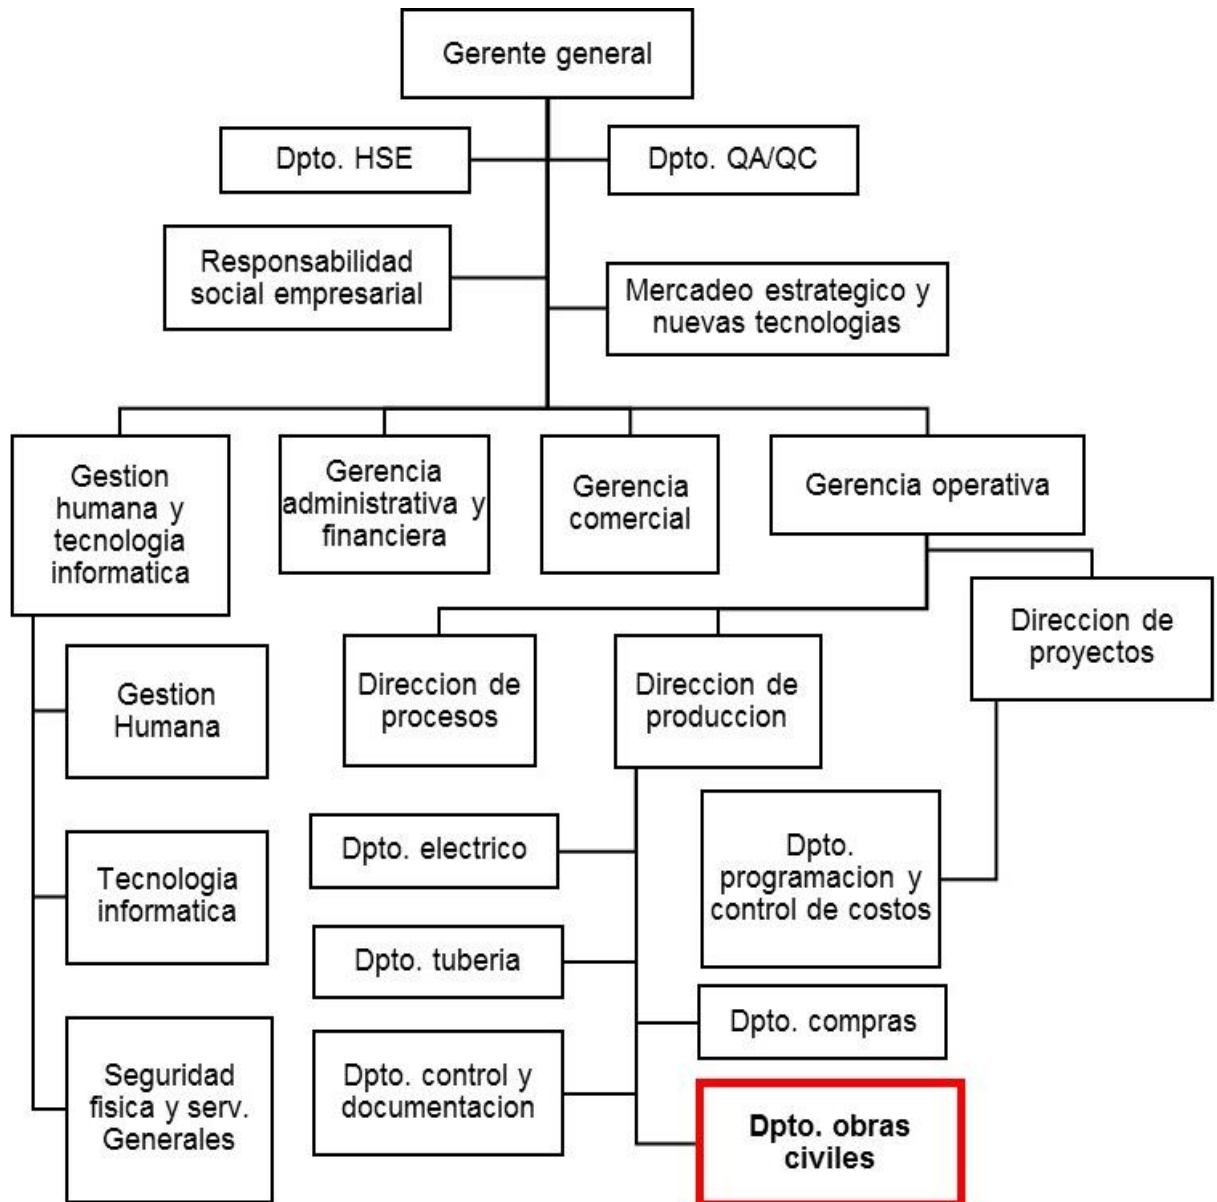 Gerente general
Dpto. HSE
Dpto. QA/QC
Responsabilidad
social empresarial
Mercadeo estrategico y
nuevas tecnologias
Gestion
humana y
tecnologia
informatica
Gerencia
administrativa y
financiera
Gerencia
comercial
Gerencia operativa
Direccion de
procesos
Direccion de
produccion
Direccion de
proyectos
Gestion
Humana
Tecnologia
informatica
Seguridad
fisica y serv.
Generales
Dpto. electrico
Dpto. tuberia
Dpto. control y
documentacion
Dpto.
programacion y
control de costos
Dpto. compras
Dpto. obras
civiles